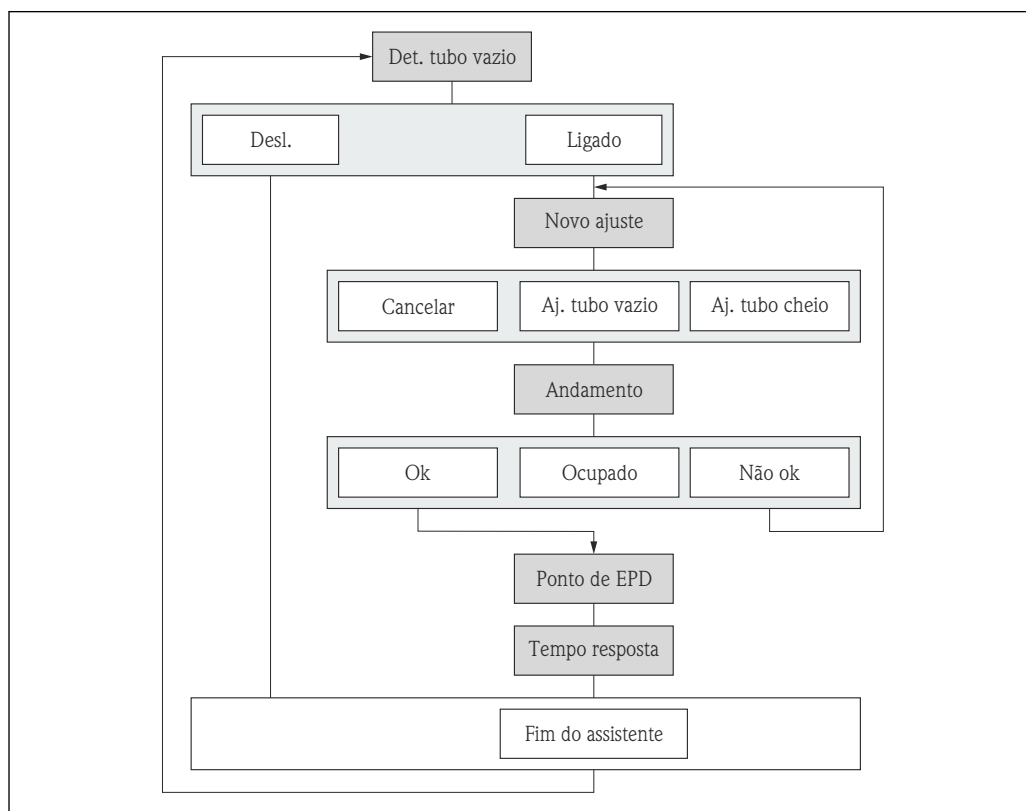 Det. tubo vazio
Desl.
Ligado
Novo ajuste
Cancelar
Aj. tubo vazio
Aj. tubo cheio
Andamento
Ok
Ocupado
Não ok
Ponto de EPD
Tempo resposta
Fim do assistente